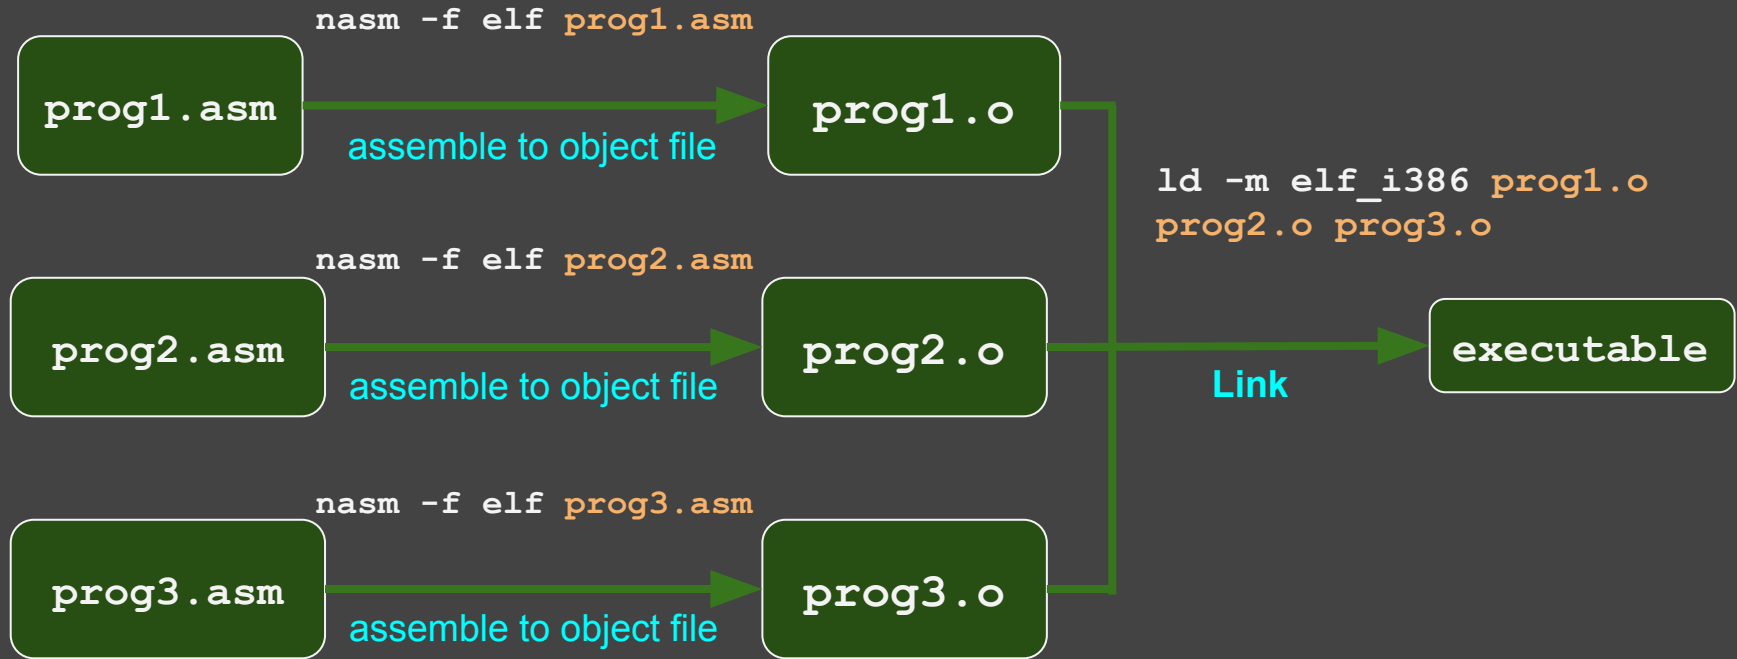 nasm -f elf prog1.asm
prog1.asm
assemble to object file
prog1.o
ld -m elf_i386 prog1.o
prog2.o prog3.o
nasm -f elf prog2.asm
prog2.asm
assemble to object file
prog2.o
Link
executable
nasm -f elf prog3.asm
prog3.asm
assemble to object file
prog3.o